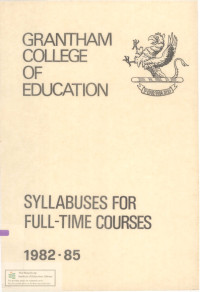 GRANTHAM
COLLEGE
OF
EDUCATION
SYLLABUSES FOR
FULL-TIME COURSES
1982-85